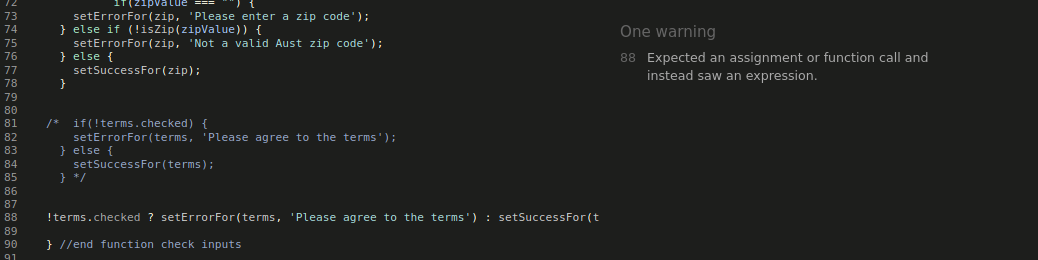 72 if(zipValue === "") {
73 setErrorFor(zip, 'Please enter a zip code');
74 } else if (!isZip(zipValue)) {
75 setErrorFor(zip, 'Not a valid Aust zip code');
76 } else {
77 setSuccessFor(zip);
78 }
79
80
81 /* if(!terms.checked) {
82 setErrorFor(terms, 'Please agree to the terms');
83 } else {
84 setSuccessFor(terms);
85 } */
86
87
88 !terms.checked ? setErrorFor(terms, 'Please agree to the terms') : setSuccessFor(t
89
90 } //end function check inputs
91
One warning
88 Expected an assignment or function call and
instead saw an expression.